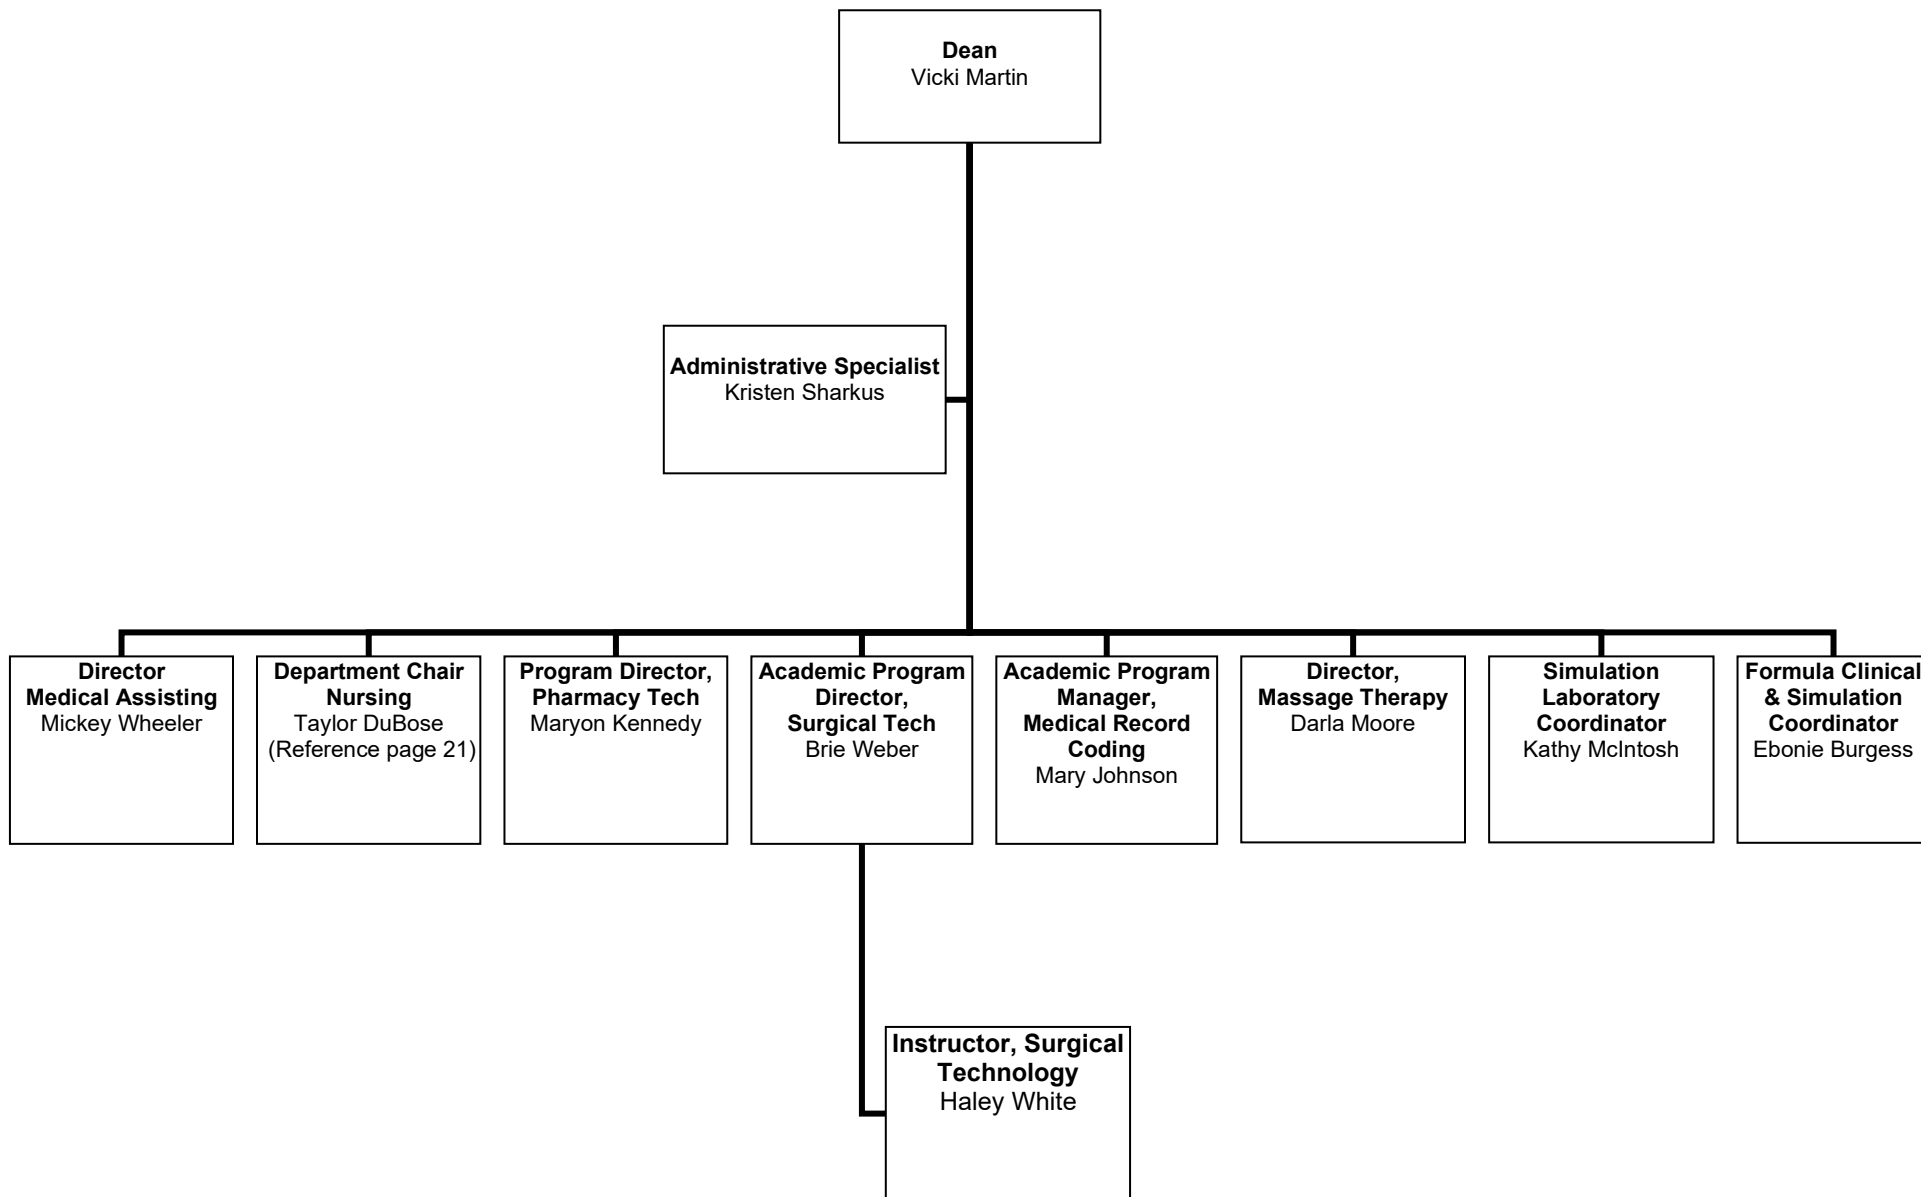 Dean
Vicki Martin
Administrative Specialist
Kristen Sharkus
Director
Medical Assisting
Mickey Wheeler
Department Chair
Nursing
Taylor DuBose
(Reference page 21)
Program Director,
Pharmacy Tech
Maryon Kennedy
Academic Program
Director,
Surgical Tech
Brie Weber
Academic Program
Manager,
Medical Record
Coding
Mary Johnson
Director,
Massage Therapy
Darla Moore
Simulation
Laboratory
Coordinator
Kathy McIntosh
Formula Clinical
& Simulation
Coordinator
Ebonie Burgess
Instructor, Surgical
Technology
Haley White